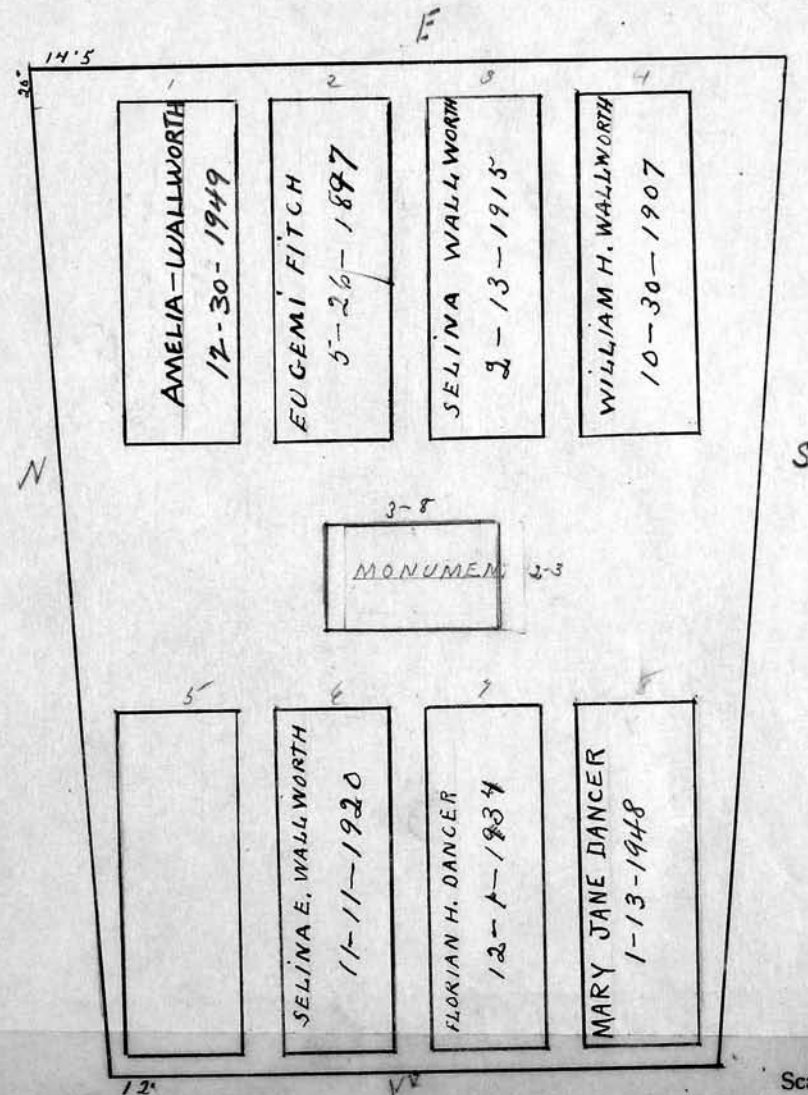 E
14'5
20'
1 2 3 4
AMELIA-WALLWORTH
12-30-1949
EUGEMI FITCH
5-26-1897
SELINA WALLWORTH
2-13-1915
WILLIAM H. WALLWORTH
10-30-1907
N
S
3-8
MONUMEN
2-3
5 6 7 8
SELINA E. WALLWORTH
11-11-1920
FLORIAN H. DANCER
12-1-1934
MARY JANE DANCER
1-13-1948
12'
W
Sca